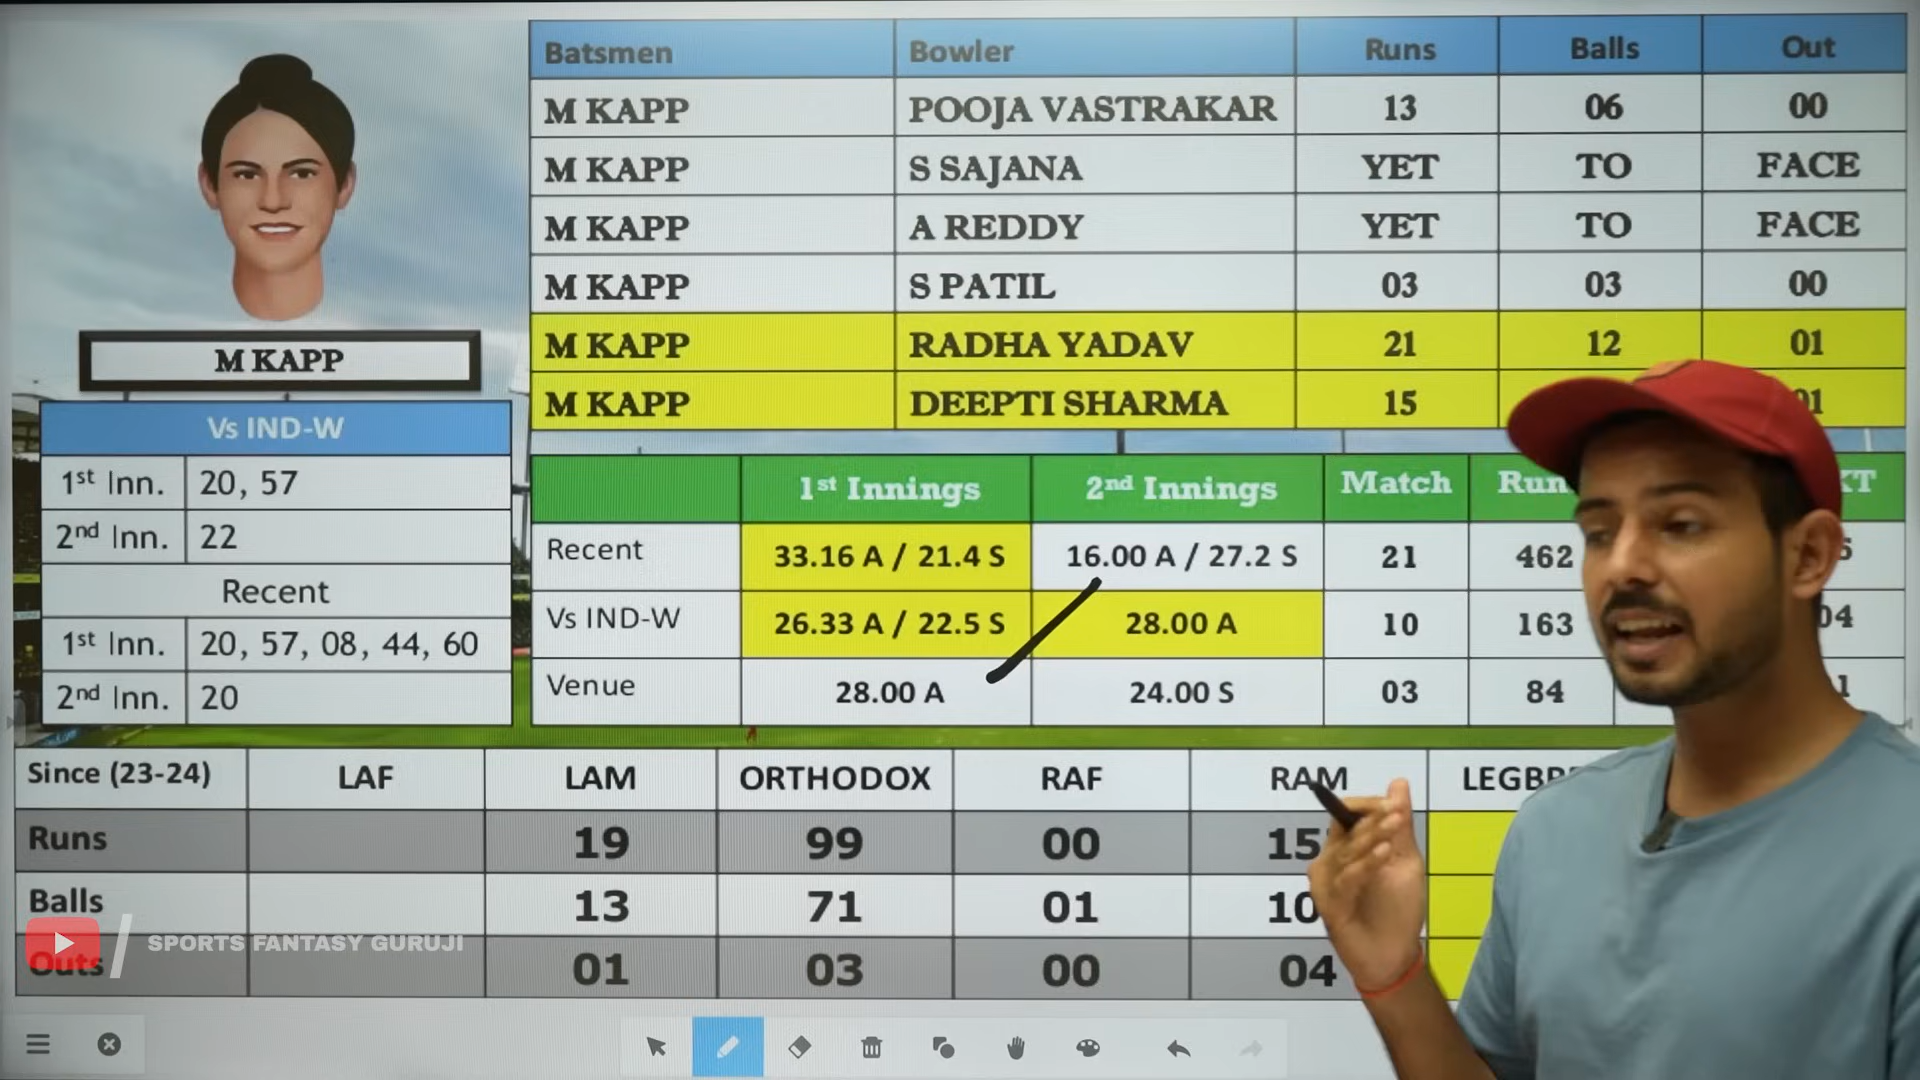 Batsmen Bowler Runs Balls Out
M KAPP POOJA VASTRAKAR 13 06 00
M KAPP S SAJANA YET TO FACE
M KAPP A REDDY YET TO FACE
M KAPP S PATIL 03 03 00
M KAPP RADHA YADAV 21 12 01
M KAPP DEEPTI SHARMA 15
M KAPP
Vs IND-W
1st Inn. 20, 57
2nd Inn. 22
Recent
1st Inn. 20, 57, 08, 44, 60
2nd Inn. 20
1st Innings 2nd Innings Match
Recent 33.16 A / 21.4 S 16.00 A / 27.2 S 21 462
Vs IND-W 26.33 A / 22.5 S 28.00 A 10 163
Venue 28.00 A 24.00 S 03 84
Since (23-24) LAF LAM ORTHODOX RAF RAM
Runs 19 99 00
Balls 13 71 01
Outs 01 03 00 04
SPORTS FANTASY GURUJI